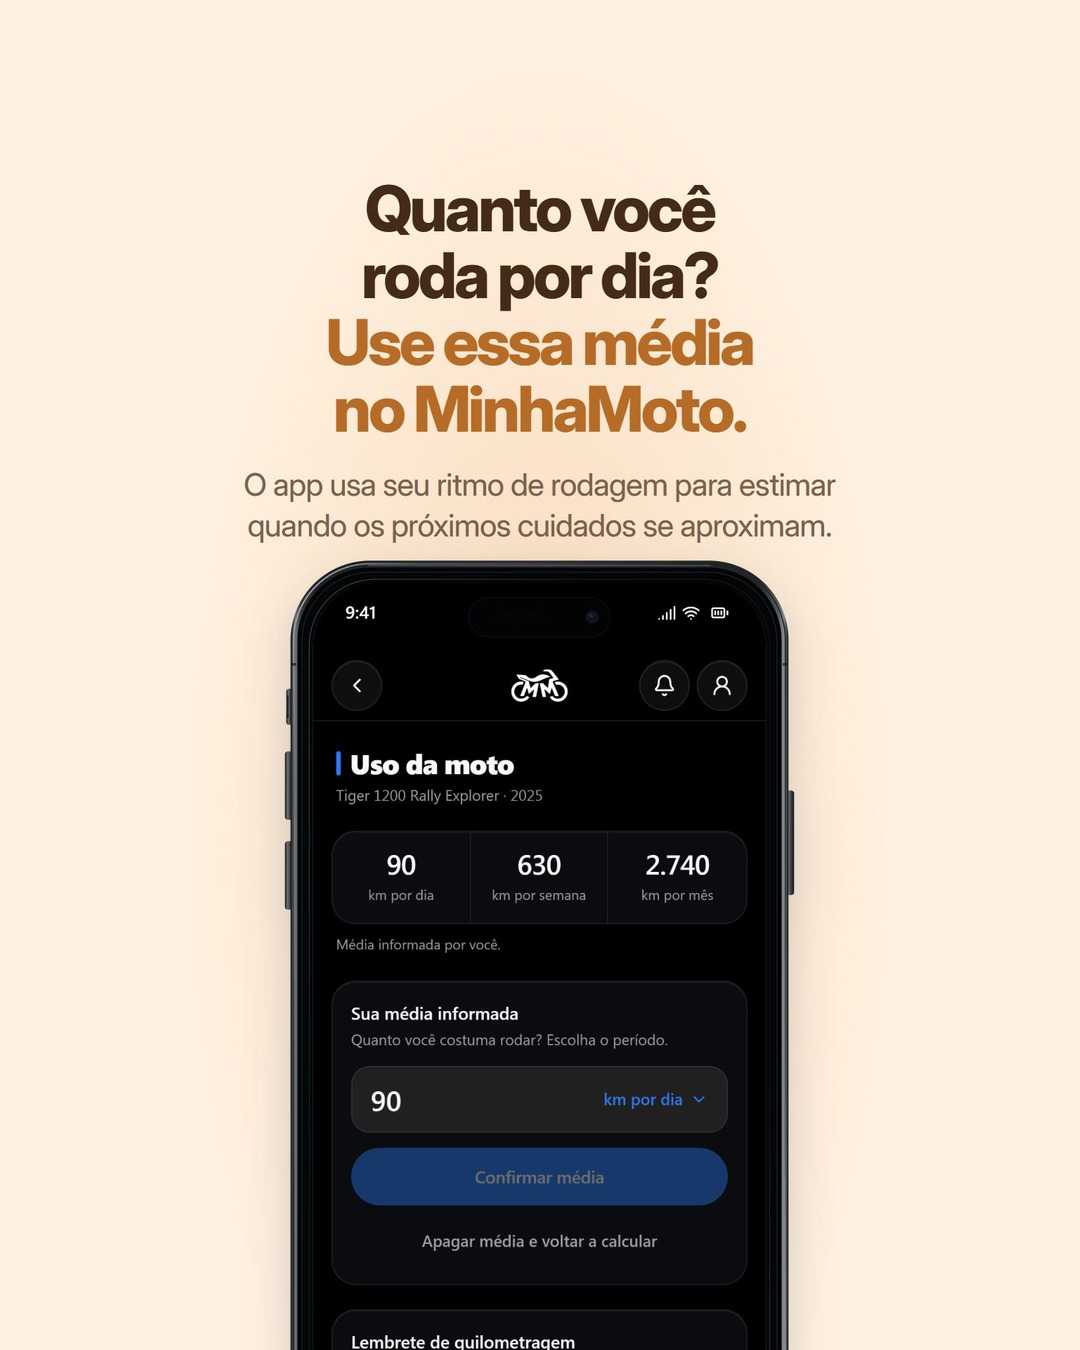 Quanto você
roda por dia?
Use essa média
no MinhaMoto.
O app usa seu ritmo de rodagem para estimar
quando os próximos cuidados se aproximam.
9:41
MM
Uso da moto
Tiger 1200 Rally Explorer · 2025
90
km por dia
630
km por semana
2.740
km por mês
Média informada por você.
Sua média informada
Quanto você costuma rodar? Escolha o período.
90
km por dia
Confirmar média
Apagar média e voltar a calcular
Lembrete de quilometragem